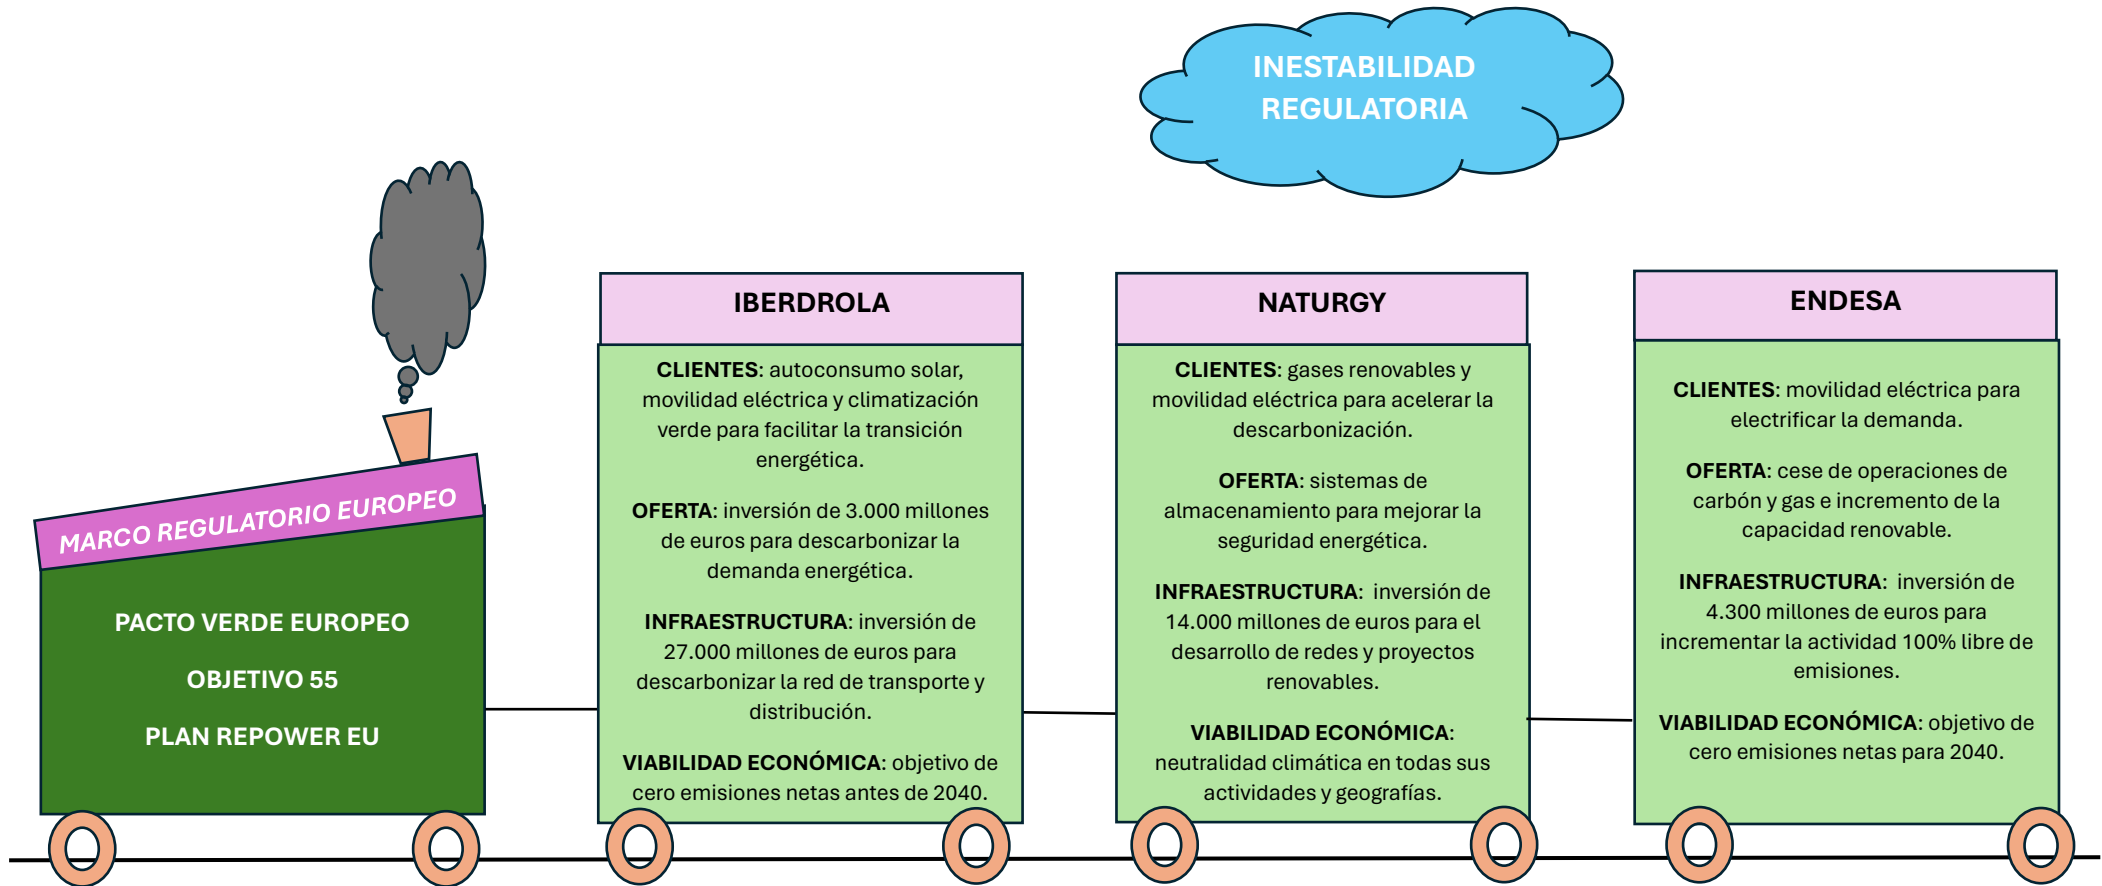 INESTABILIDAD
REGULATORIA
MARCO REGULATORIO EUROPEO
PACTO VERDE EUROPEO
OBJETIVO 55
PLAN REPOWER EU
IBERDROLA
CLIENTES: autoconsumo solar,
movilidad eléctrica y climatización
verde para facilitar la transición
energética.
OFERTA: inversión de 3.000 millones
de euros para descarbonizar la
demanda energética.
INFRAESTRUCTURA: inversión de
27.000 millones de euros para
descarbonizar la red de transporte y
distribución.
VIABILIDAD ECONÓMICA: objetivo de
cero emisiones netas antes de 2040.
NATURGY
CLIENTES: gases renovables y
movilidad eléctrica para acelerar la
descarbonización.
OFERTA: sistemas de
almacenamiento para mejorar la
seguridad energética.
INFRAESTRUCTURA: inversión de
14.000 millones de euros para el
desarrollo de redes y proyectos
renovables.
VIABILIDAD ECONÓMICA:
neutralidad climática en todas sus
actividades y geografías.
ENDESA
CLIENTES: movilidad eléctrica para
electrificar la demanda.
OFERTA: cese de operaciones de
carbón y gas e incremento de la
capacidad renovable.
INFRAESTRUCTURA: inversión de
4.300 millones de euros para
incrementar la actividad 100% libre de
emisiones.
VIABILIDAD ECONÓMICA: objetivo de
cero emisiones netas para 2040.